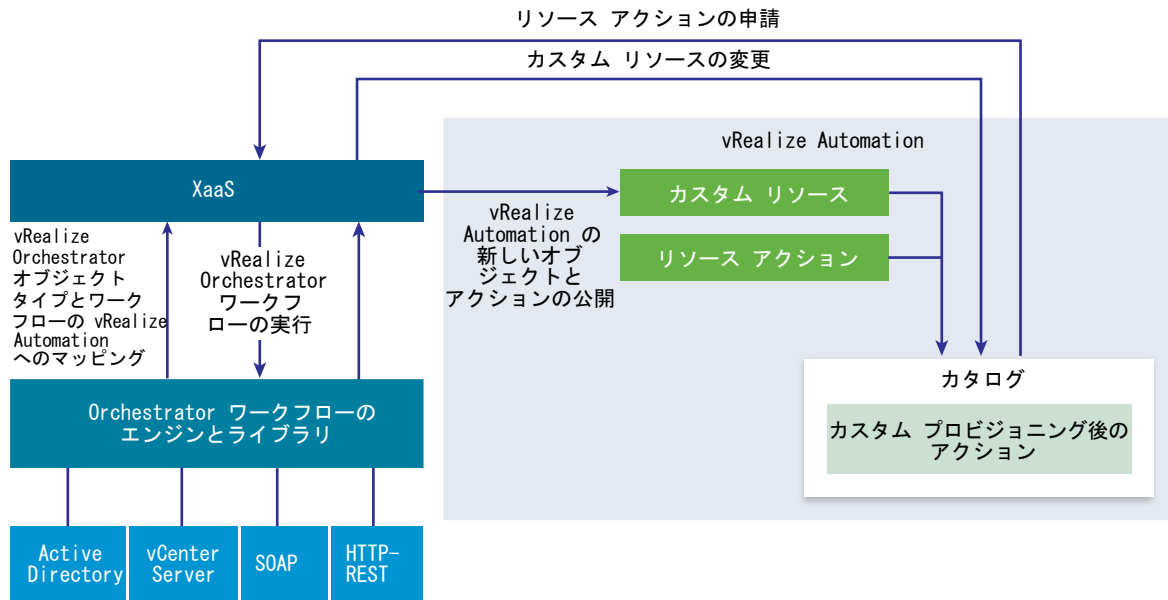 リソース アクションの申請
カスタム リソースの変更
vRealize Automation
XaaS
カスタム リソース
リソース アクション
vRealize
Automation の
新しいオブ
ジェクトと
アクションの公開
vRealize
Orchestrator
オブジェクト
タイプとワーク
フローの vRealize
Automation
へのマッピング
vRealize
Orchestrator
ワークフ
ローの実行
カタログ
カスタム プロビジョニング後の
アクション
Orchestrator ワークフローの
エンジンとライブラリ
Active
Directory
vCenter
Server
SOAP
HTTP-
REST